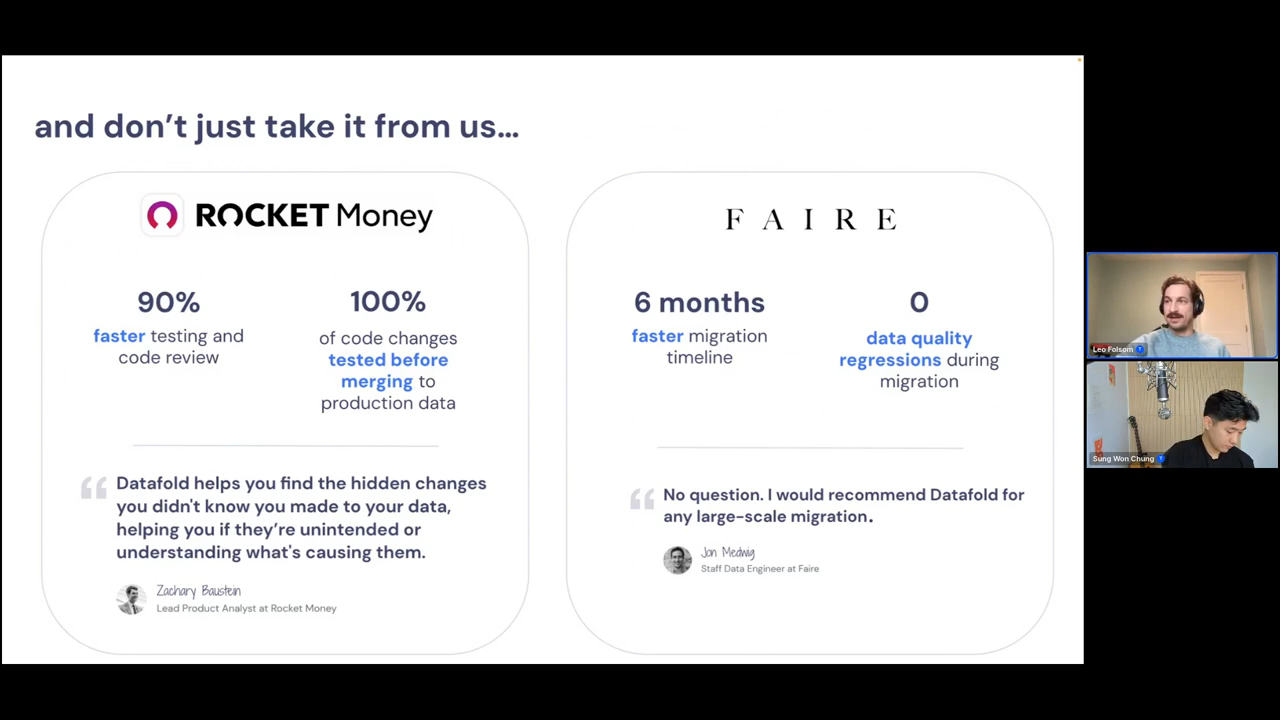 and don’t just take it from us…
ROCKET Money
90%
faster testing and
code review
100%
of code changes
tested before
merging to
production data
“
Datafold helps you find the hidden changes
you didn't know you made to your data,
helping you if they’re unintended or
understanding what's causing them.
Zachary Baustein
Lead Product Analyst at Rocket Money
FAIRE
6 months
faster migration
timeline
0
data quality
regressions during
migration
“
No question. I would recommend Datafold for
any large-scale migration.
Jon Medwig
Staff Data Engineer at Faire
Leo Folsom
Sung Won Chung